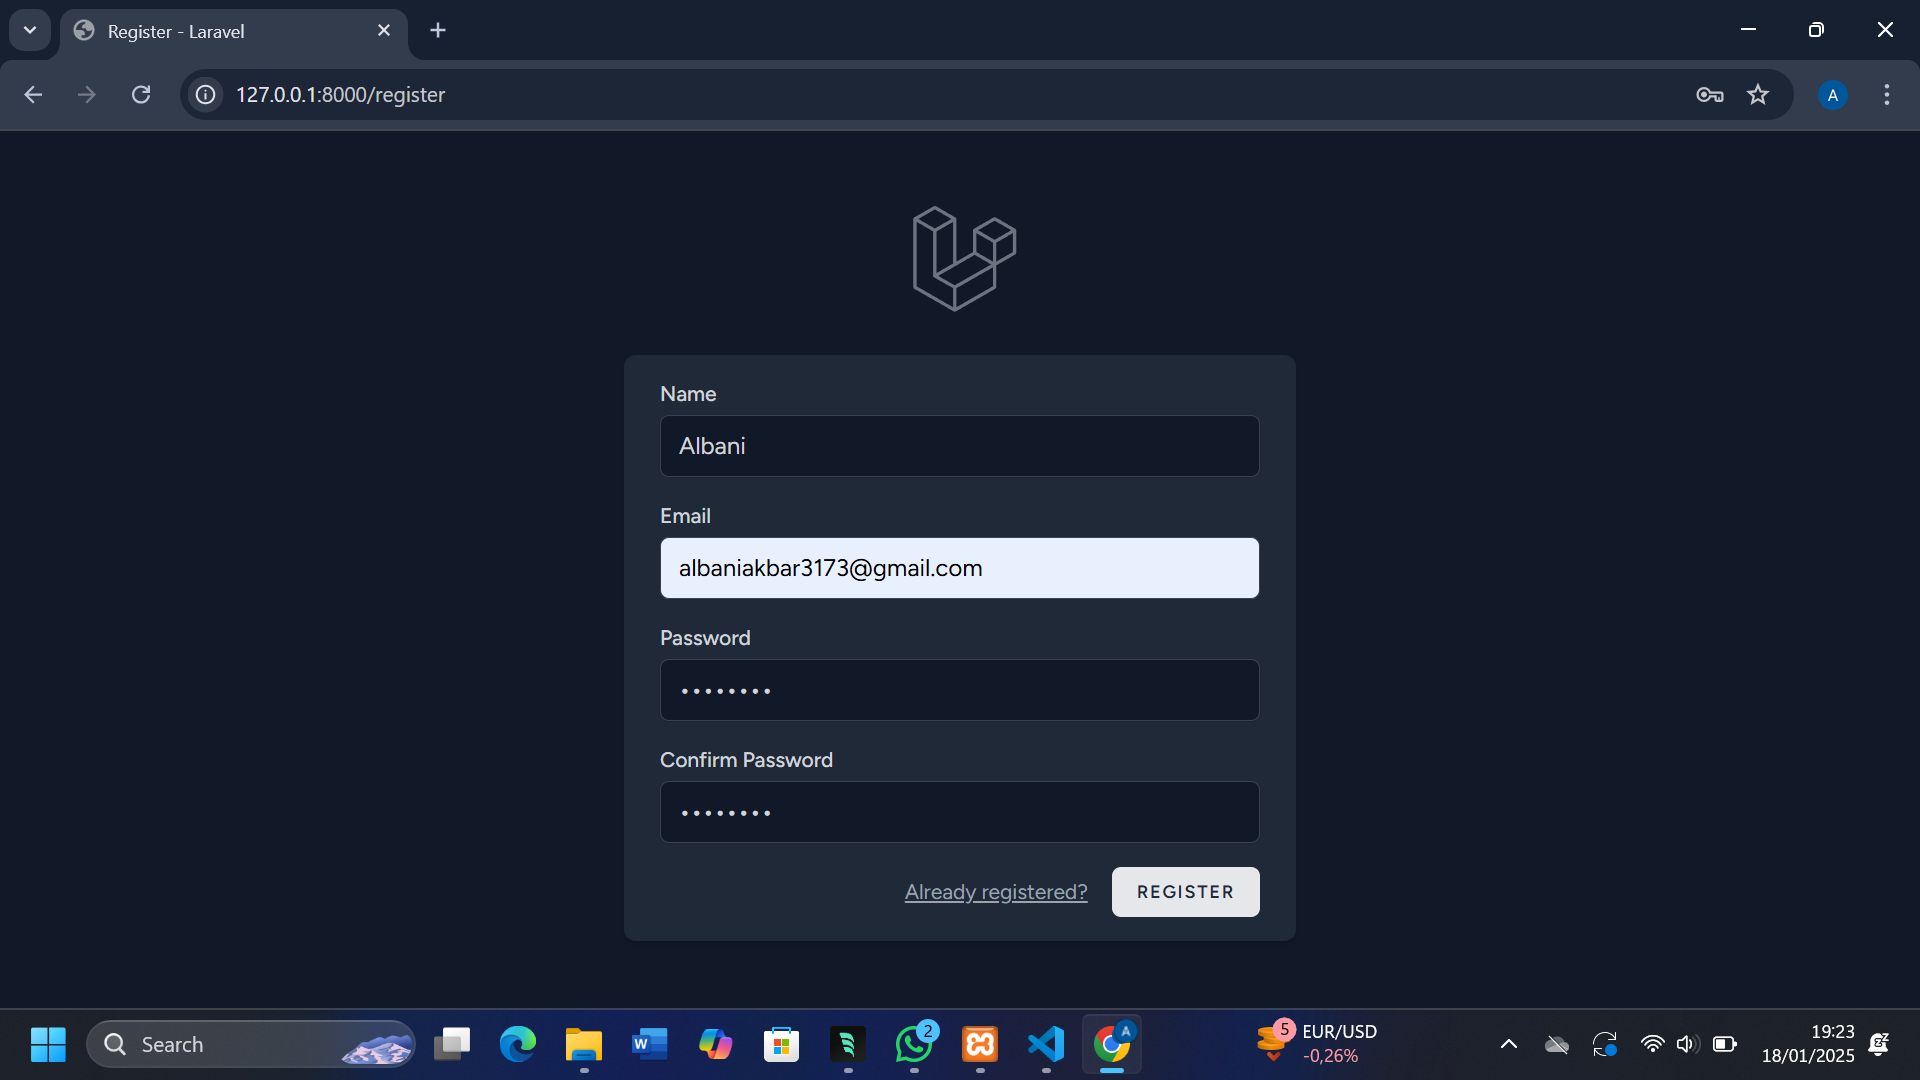 Register - Laravel
127.0.0.1:8000/register
A
Name
Albani
Email
albaniakbar3173@gmail.com
Password
••••••••
Confirm Password
••••••••
Already registered?
REGISTER
Search
W
2
A
5
EUR/USD
-0,26%
19:23
18/01/2025